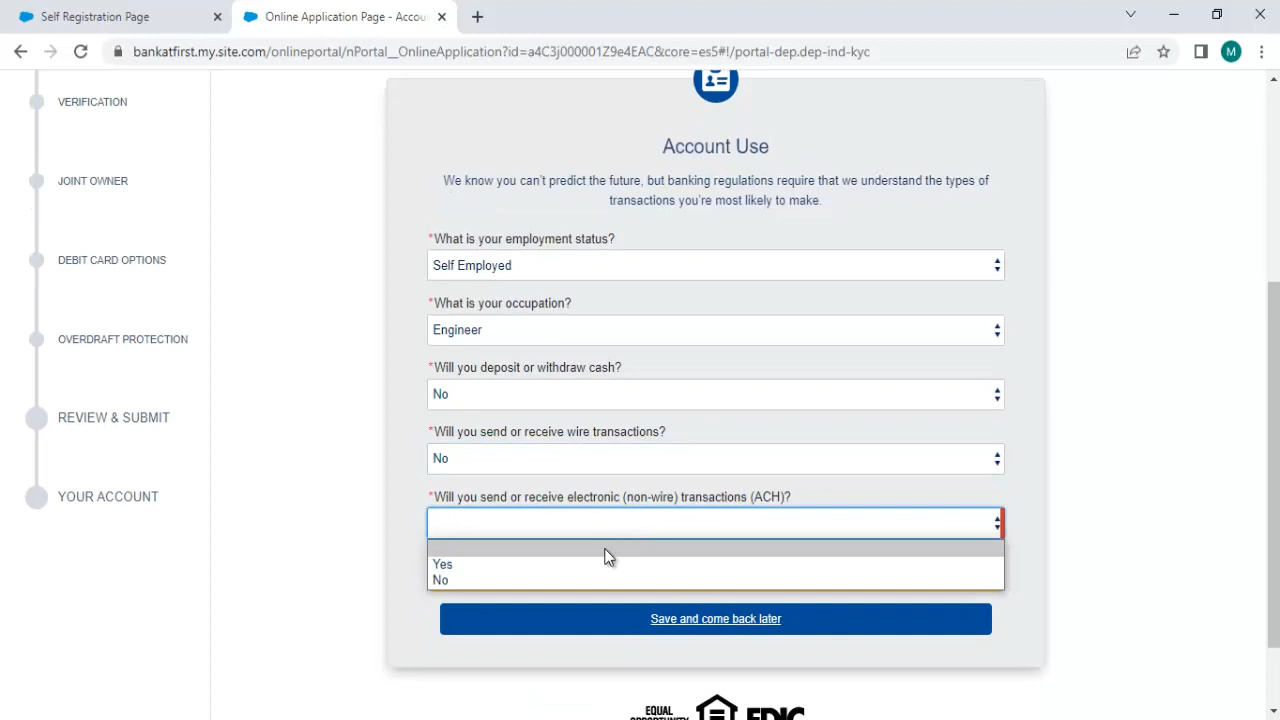 Self Registration Page
Online Application Page - Accou
bankatfirst.my.site.com/onlineportal/nPortal__OnlineApplication?id=a4C3j000001Z9e4EAC&core=es5#!/portal-dep.dep-ind-kyc
M
VERIFICATION
JOINT OWNER
DEBIT CARD OPTIONS
OVERDRAFT PROTECTION
REVIEW & SUBMIT
YOUR ACCOUNT
Account Use
We know you can't predict the future, but banking regulations require that we understand the types of
transactions you're most likely to make.
*What is your employment status?
Self Employed
*What is your occupation?
Engineer
*Will you deposit or withdraw cash?
No
*Will you send or receive wire transactions?
No
*Will you send or receive electronic (non-wire) transactions (ACH)?
Yes
No
Save and come back later
EQUAL
OPPORTUNITY
FDIC